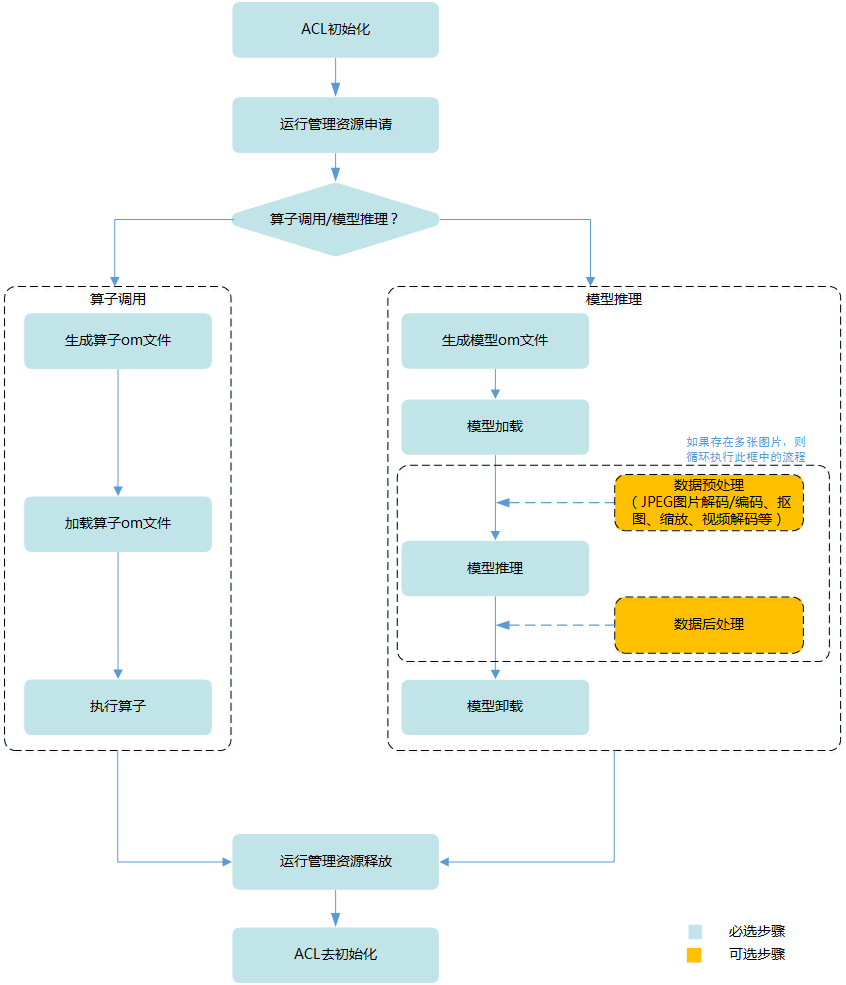 ACL初始化
运行管理资源申请
算子调用/模型推理？
算子调用
生成算子om文件
加载算子om文件
执行算子
模型推理
生成模型om文件
模型加载
如果存在多张图片，则
循环执行此框中的流程
数据预处理
（JPEG图片解码/编码、抠
图、缩放、视频解码等）
模型推理
数据后处理
模型卸载
运行管理资源释放
ACL去初始化
必选步骤
可选步骤